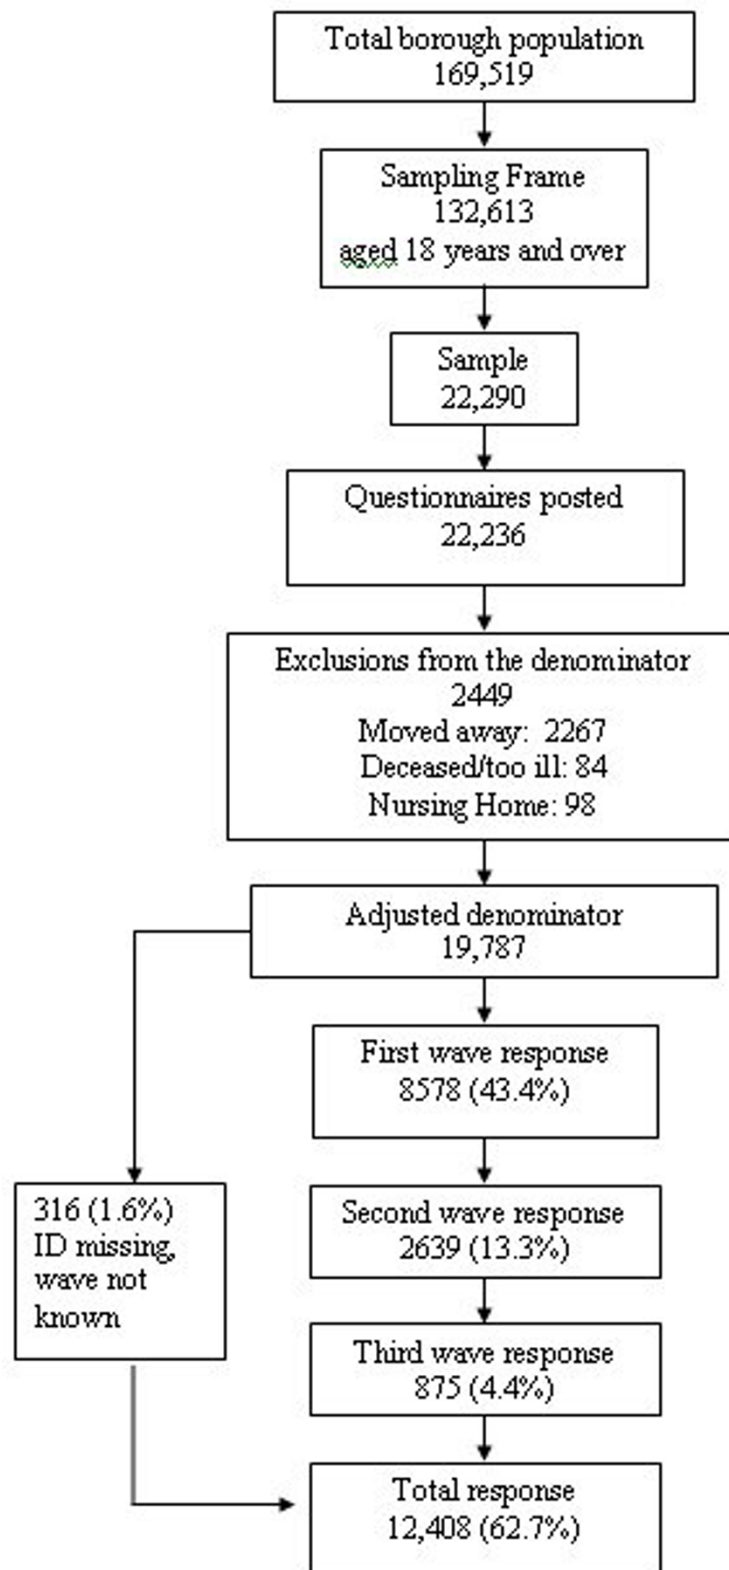 Total borough population
169,519
Sampling Frame
132,613
aged 18 years and over
Sample
22,290
Questionnaires posted
22,236
Exclusions from the denominator
2449
Moved away: 2267
Deceased/too ill: 84
Nursing Home: 98
Adjusted denominator
19,787
First wave response
8578 (43.4%)
316 (1.6%)
ID missing,
wave not
known
Second wave response
2639 (13.3%)
Third wave response
875 (4.4%)
Total response
12,408 (62.7%)